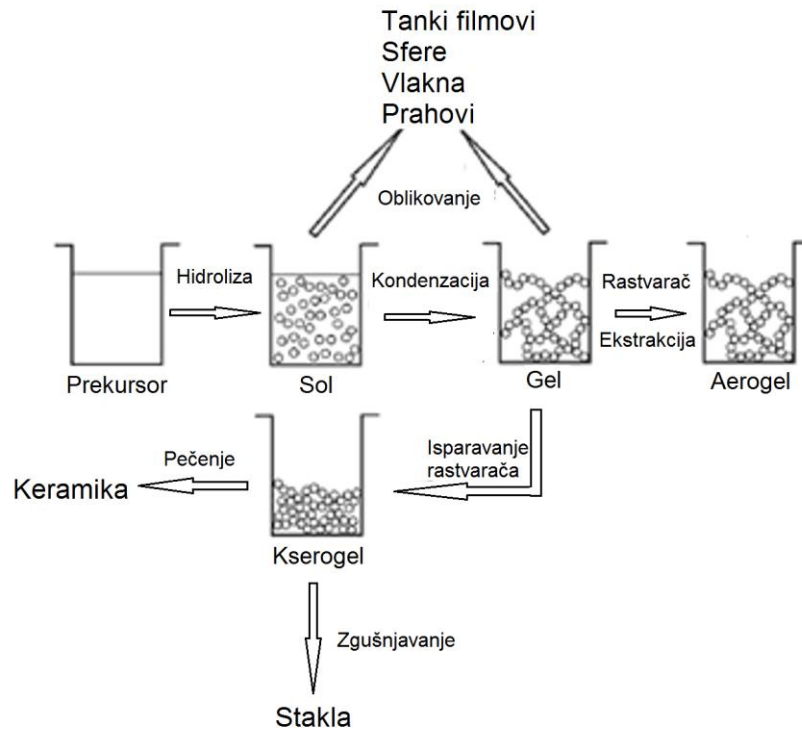 Tanki filmovi
Sfere
Vlakna
Prahovi
Oblikovanje
Hidroliza
Kondenzacija
Rastvarač
Ekstrakcija
Prekursor
Sol
Gel
Aerogel
Isparavanje
rastvarača
Pečenje
Keramika
Kserogel
Zgušnjavanje
Stakla